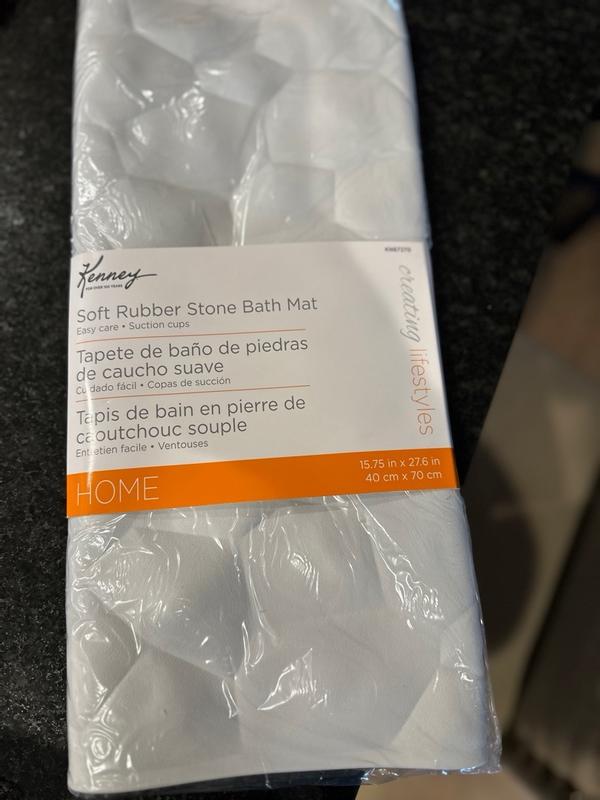 KN67270
Kenney
FOR OVER 100 YEARS
creating lifestyles
Soft Rubber Stone Bath Mat
Easy care • Suction cups
Tapete de baño de piedras
de caucho suave
Cuidado fácil • Copas de succión
Tapis de bain en pierre de
caoutchouc souple
Entretien facile • Ventouses
HOME
15.75 in x 27.6 in
40 cm x 70 cm